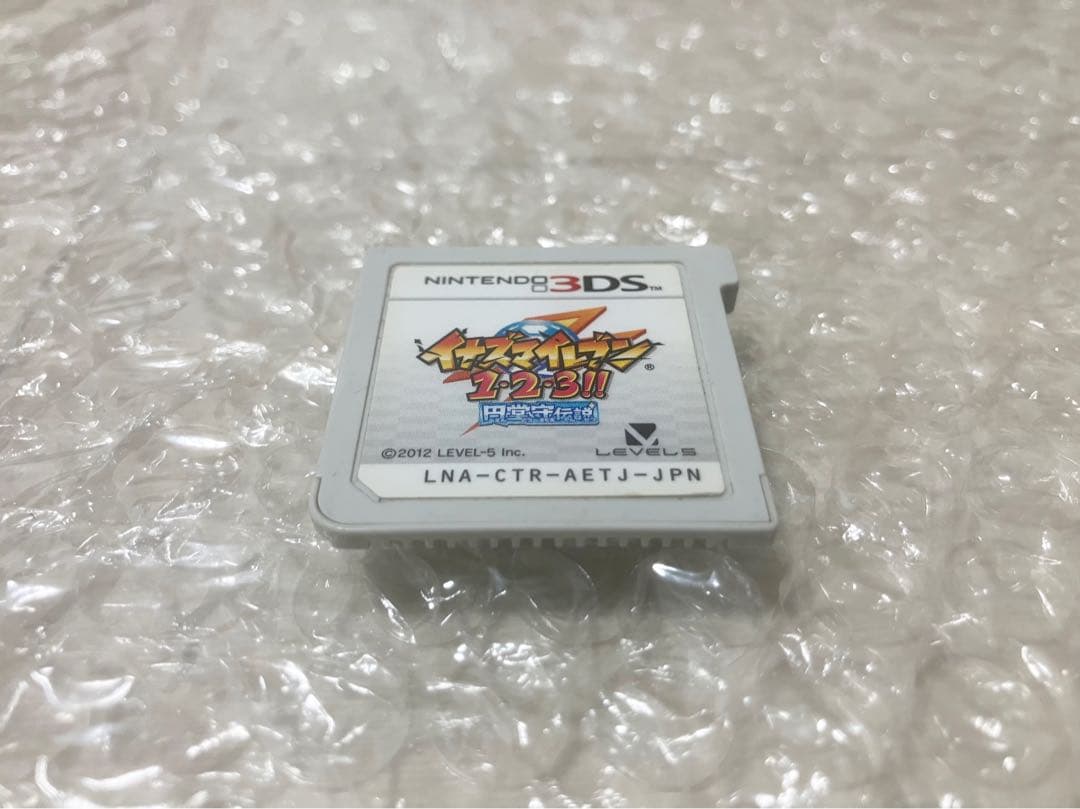 NINTENDO 3DS™
イナズマイレブン®
1・2・3!!
円堂守伝説
©2012 LEVEL-5 Inc.
LEVEL5
LNA-CTR-AETJ-JPN